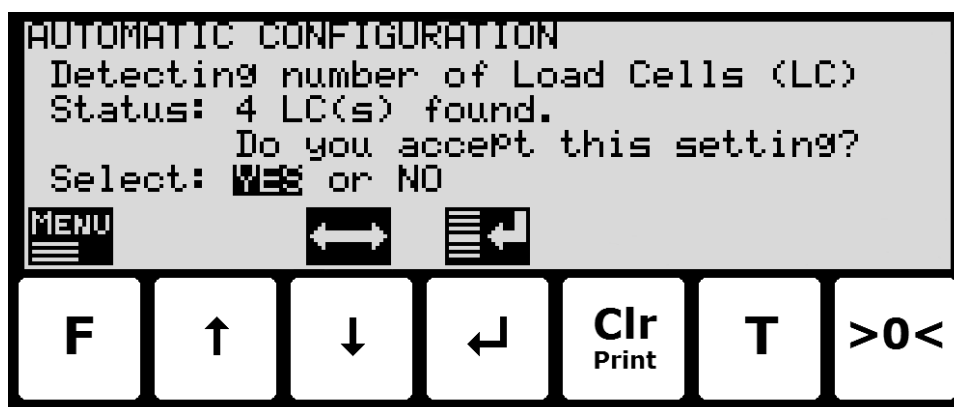 AUTOMATIC CONFIGURATION
Detecting number of Load Cells (LC)
Status: 4 LC(s) found.
Do you accept this setting?
Select: YES or NO
MENU
F ↑ ↓ ↵ Clr T >0<
Print